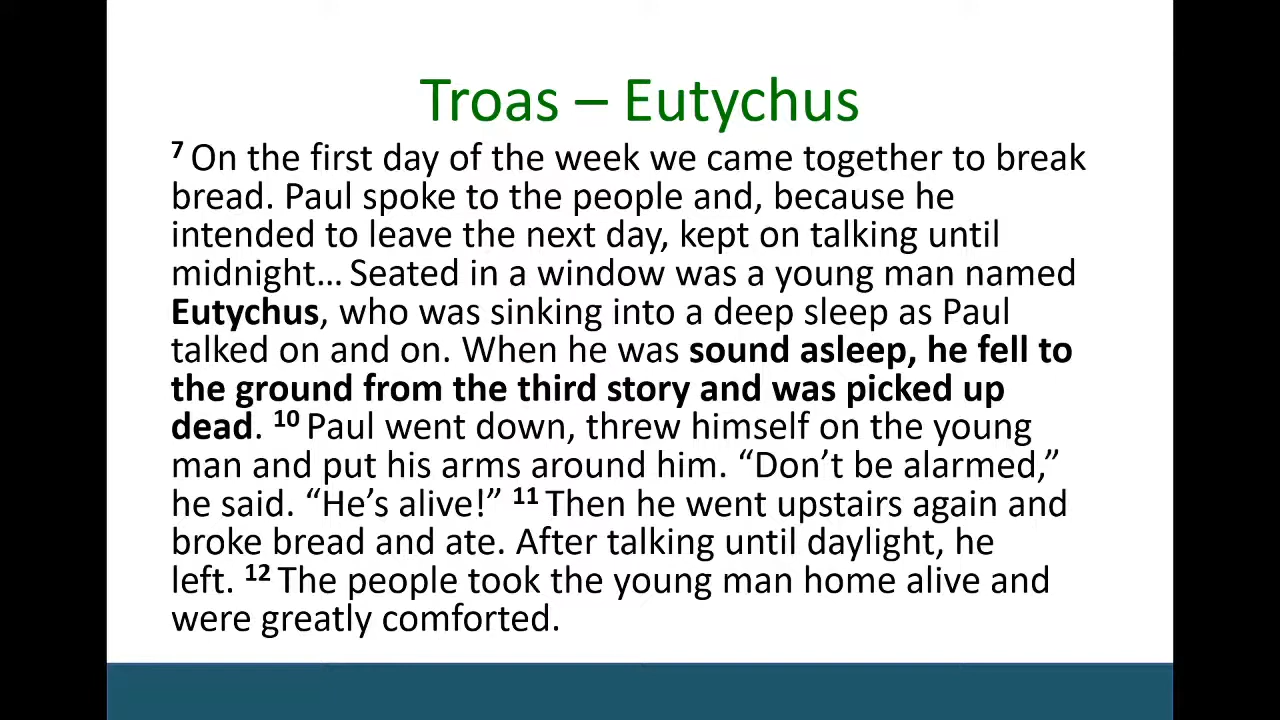 Troas – Eutychus
7 On the first day of the week we came together to break
bread. Paul spoke to the people and, because he
intended to leave the next day, kept on talking until
midnight… Seated in a window was a young man named
Eutychus, who was sinking into a deep sleep as Paul
talked on and on. When he was sound asleep, he fell to
the ground from the third story and was picked up
dead. 10 Paul went down, threw himself on the young
man and put his arms around him. “Don’t be alarmed,”
he said. “He’s alive!” 11 Then he went upstairs again and
broke bread and ate. After talking until daylight, he
left. 12 The people took the young man home alive and
were greatly comforted.